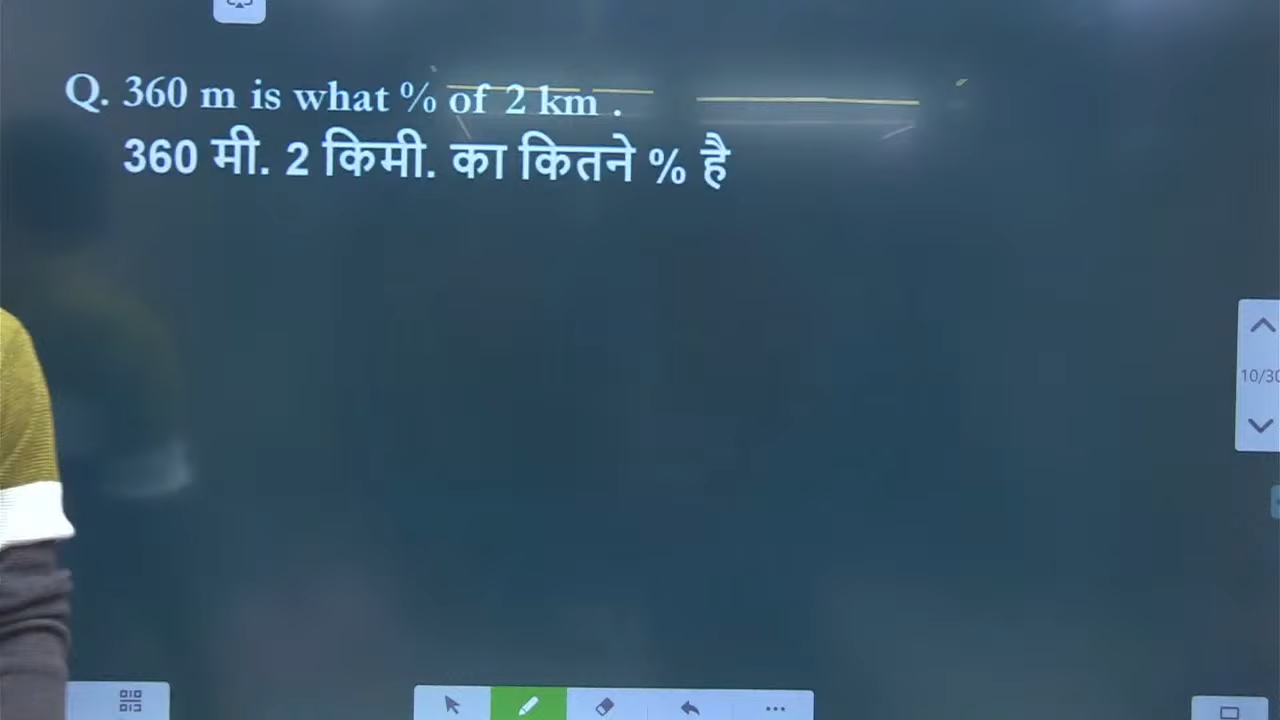 Q. 360 m is what % of 2 km .
360 मी. 2 किमी. का कितने % है
10/30